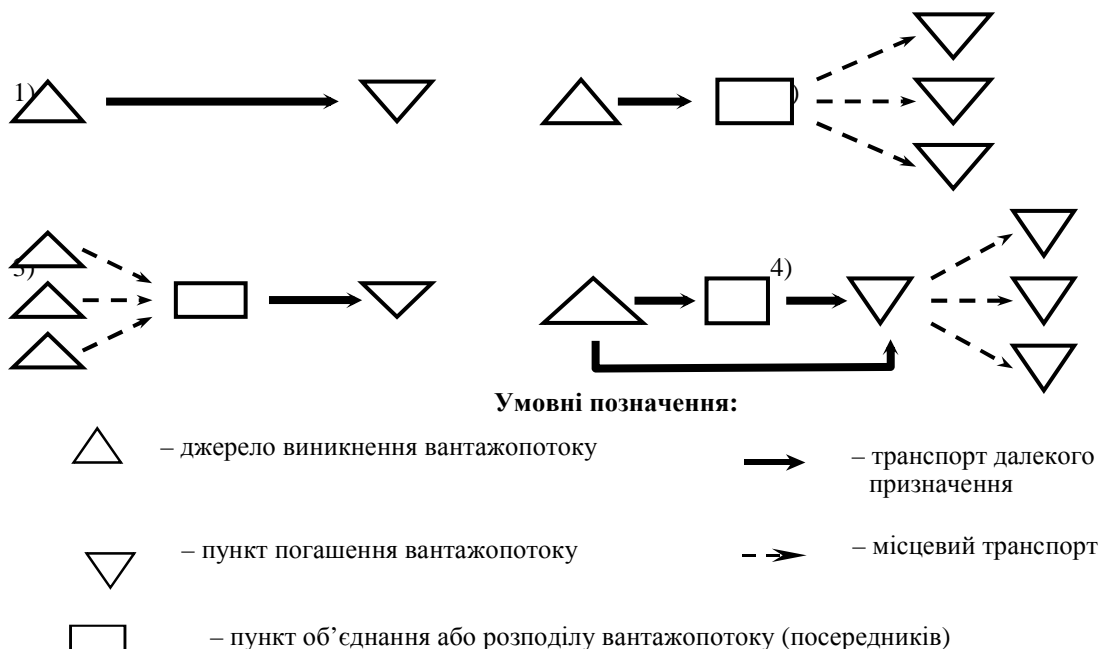 1)
)
3)
4)
Умовні позначення:
– джерело виникнення вантажопотоку
– транспорт далекого
призначення
– пункт погашення вантажопотоку
– місцевий транспорт
– пункт об’єднання або розподілу вантажопотоку (посередників)